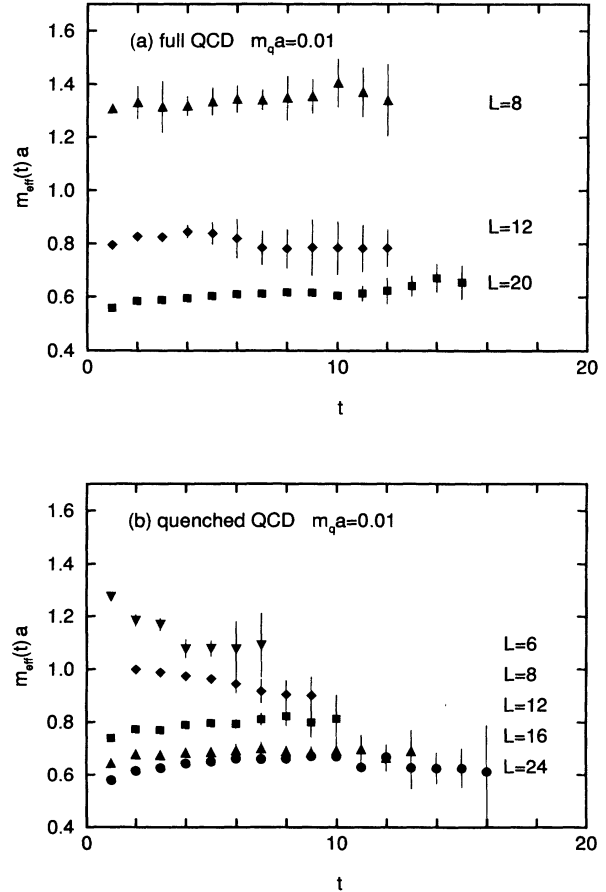 1.6
(a) full QCD m_q a=0.01
1.4
L=8
1.2
m_eff(t) a
1.0
L=12
0.8
L=20
0.6
0.4
0
10
20
t
1.6
(b) quenched QCD m_q a=0.01
1.4
1.2
L=6
m_eff(t) a
1.0
L=8
L=12
0.8
L=16
L=24
0.6
0.4
0
10
20
t